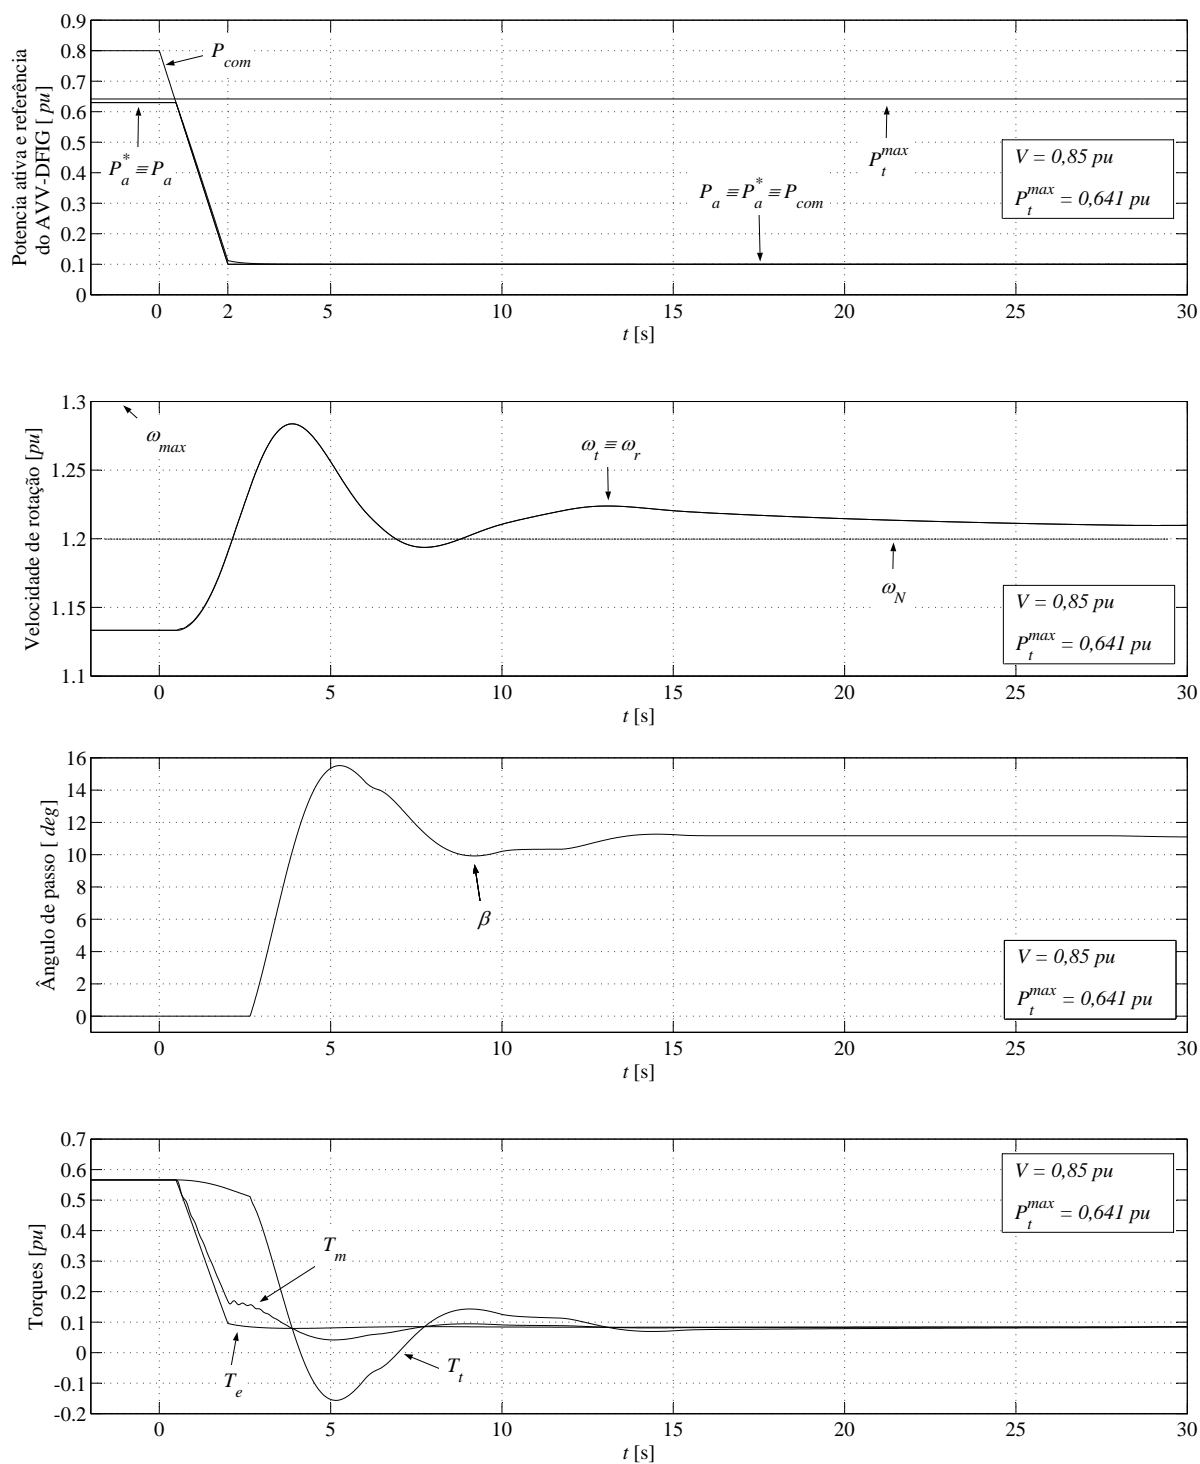 Potencia ativa e referência
do AVV-DFIG [ pu]
0.9
0.8
0.7
0.6
0.5
0.4
0.3
0.2
0.1
0
P_com
P_a^* ≡ P_a
P_t^max
P_a ≡ P_a^* ≡ P_com
V = 0,85 pu
P_t^max = 0,641 pu
0 2 5 10 15 20 25 30
t [s]
Velocidade de rotação [pu]
1.3
1.25
1.2
1.15
1.1
ω_max
ω_t ≡ ω_r
ω_N
V = 0,85 pu
P_t^max = 0,641 pu
0 5 10 15 20 25 30
t [s]
Ângulo de passo [ deg]
16
14
12
10
8
6
4
2
0
β
V = 0,85 pu
P_t^max = 0,641 pu
0 5 10 15 20 25 30
t [s]
Torques [pu]
0.7
0.6
0.5
0.4
0.3
0.2
0.1
0
-0.1
-0.2
T_m
T_e
T_t
V = 0,85 pu
P_t^max = 0,641 pu
0 5 10 15 20 25 30
t [s]